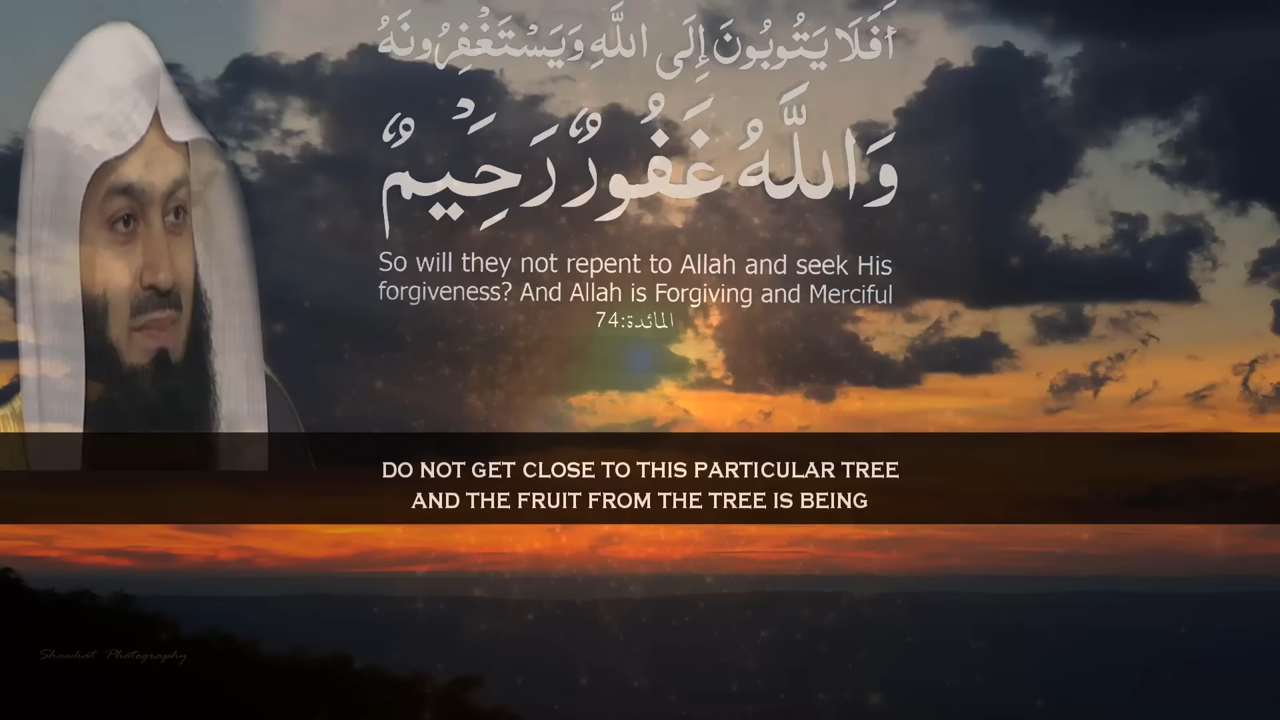 أَفَلَا يَتُوبُونَ إِلَى اللَّهِ وَيَسْتَغْفِرُونَهُ
وَاللَّهُ غَفُورٌ رَحِيمٌ
So will they not repent to Allah and seek His
forgiveness? And Allah is Forgiving and Merciful
المائدة:74
DO NOT GET CLOSE TO THIS PARTICULAR TREE
AND THE FRUIT FROM THE TREE IS BEING
Shawkat Photography